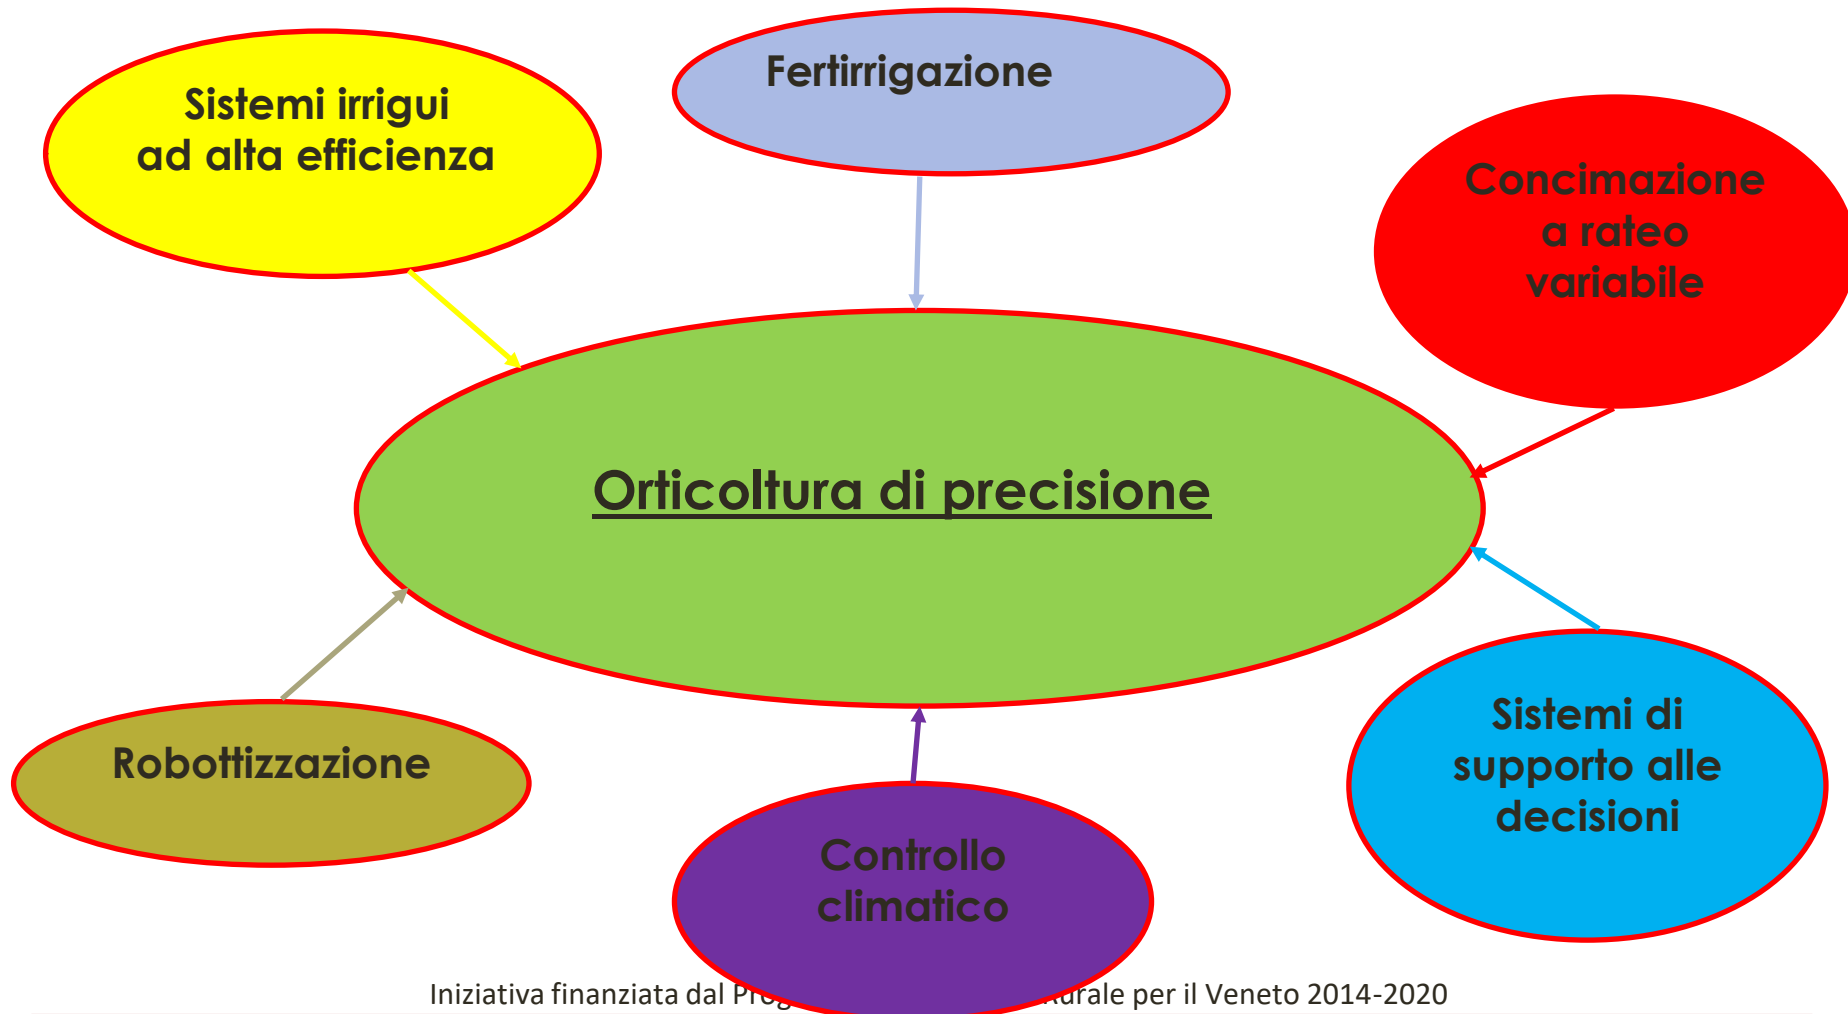 Fertirrigazione
Sistemi irrigui
ad alta efficienza
Concimazione
a rateo
variabile
Orticoltura di precisione
Robottizzazione
Sistemi di
supporto alle
decisioni
Controllo
climatico
Iniziativa finanziata dal per il Veneto 2014-2020